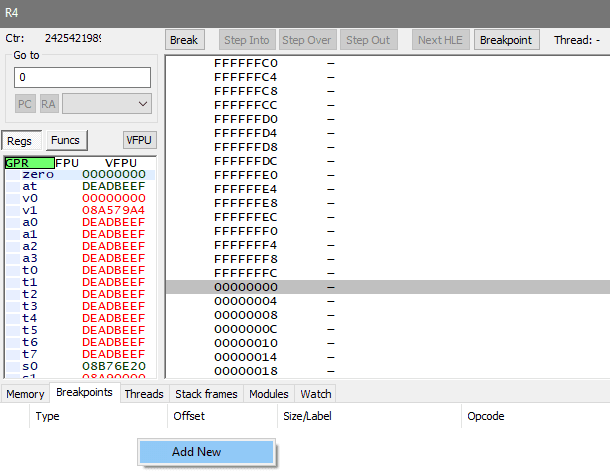 R4
Ctr: 2425421989
Break Step Into Step Over Step Out Next HLE Breakpoint Thread: -
Go to
0
PC RA
Regs Funcs VFPU
GPR FPU VFPU
zero 00000000
at DEADBEEF
v0 00000000
v1 08A579A4
a0 DEADBEEF
a1 DEADBEEF
a2 DEADBEEF
a3 DEADBEEF
t0 DEADBEEF
t1 DEADBEEF
t2 DEADBEEF
t3 DEADBEEF
t4 DEADBEEF
t5 DEADBEEF
t6 DEADBEEF
t7 DEADBEEF
s0 08B76E20
FFFFFFC0 —
FFFFFFC4 —
FFFFFFC8 —
FFFFFFCC —
FFFFFFD0 —
FFFFFFD4 —
FFFFFFD8 —
FFFFFFDC —
FFFFFFE0 —
FFFFFFE4 —
FFFFFFE8 —
FFFFFFEC —
FFFFFFF0 —
FFFFFFF4 —
FFFFFFF8 —
FFFFFFFC —
00000000 —
00000004 —
00000008 —
0000000C —
00000010 —
00000014 —
00000018 —
Memory Breakpoints Threads Stack frames Modules Watch
Type Offset Size/Label Opcode
Add New